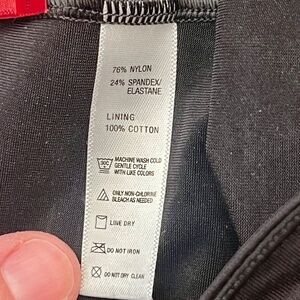 76% NYLON
24% SPANDEX/
ELASTANE
LINING
100% COTTON
30C
MACHINE WASH COLD
GENTLE CYCLE
WITH LIKE COLORS
ONLY NON-CHLORINE
BLEACH AS NEEDED
LINE DRY
DO NOT IRON
DO NOT DRY CLEAN